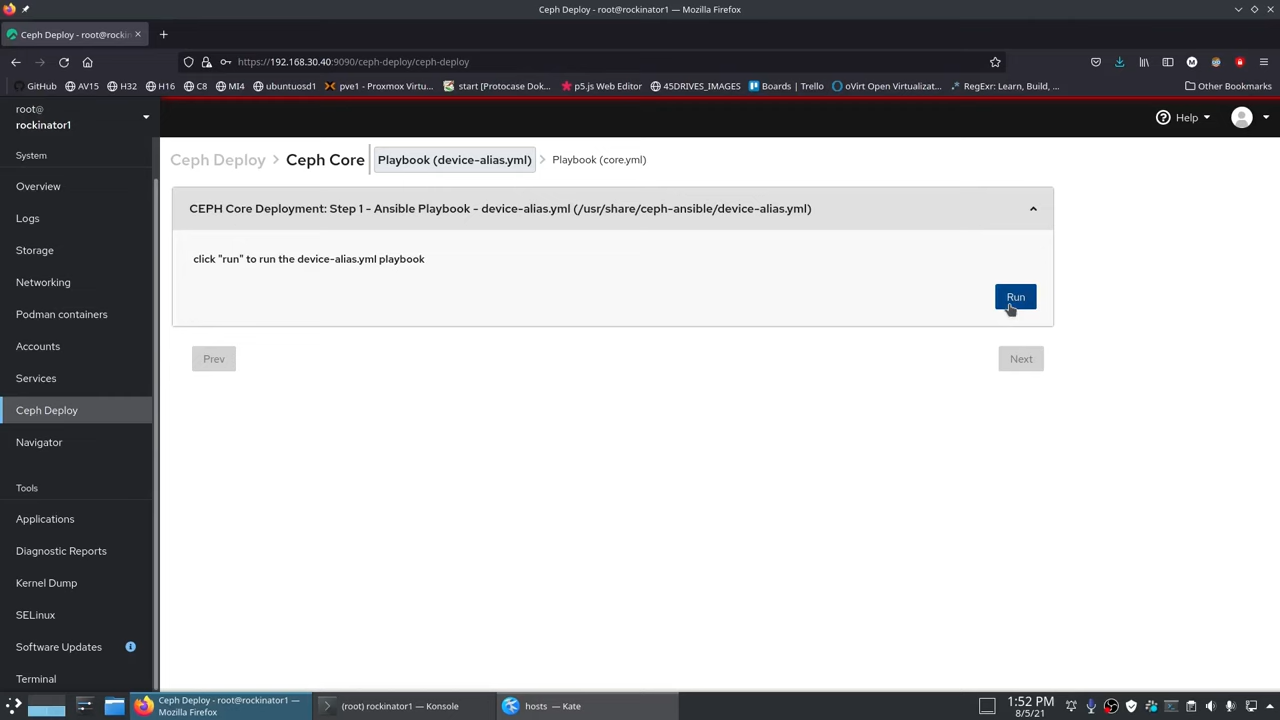 Ceph Deploy - root@rockinator1 — Mozilla Firefox
Ceph Deploy - root@rockin
https://192.168.30.40:9090/ceph-deploy/ceph-deploy
GitHub
AV15
H32
H16
C8
MI4
ubuntuosd1
pve1 - Proxmox Virtu...
start [Protocase Dok...
p5.js Web Editor
45DRIVES_IMAGES
Boards | Trello
oVirt Open Virtualizat...
RegExr: Learn, Build, ...
Other Bookmarks
root@
rockinator1
Help
System
Overview
Logs
Storage
Networking
Podman containers
Accounts
Services
Ceph Deploy
Navigator
Tools
Applications
Diagnostic Reports
Kernel Dump
SELinux
Software Updates
Terminal
Ceph Deploy > Ceph Core
Playbook (device-alias.yml)
Playbook (core.yml)
CEPH Core Deployment: Step 1 - Ansible Playbook - device-alias.yml (/usr/share/ceph-ansible/device-alias.yml)
click "run" to run the device-alias.yml playbook
Run
Prev
Next
Ceph Deploy - root@rockinator1 —
Mozilla Firefox
(root) rockinator1 — Konsole
hosts — Kate
1:52 PM
8/5/21